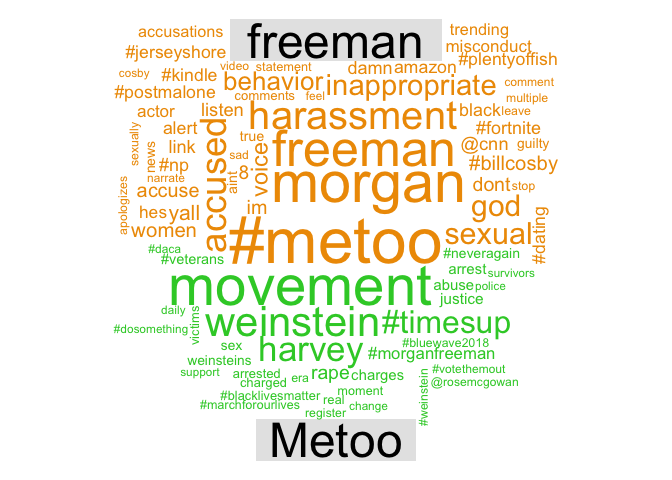 freeman
accusations
trending
#jerseyshore
misconduct
cosby
video
statement
damn
amazon
#plentyoffish
#kindle
behavior
inappropriate
comment
#postmalone
comments
feel
multiple
actor
listen
harassment
black
leave
sexually
alert
accused
true
freeman
#fortnite
news
link
voice
@cnn
guilty
#np
sad
#billcosby
narrate
aint
8
morgan
dont
stop
apologizes
accuse
im
god
hes
yall
women
#metoo
sexual
#dating
#daca
#veterans
#neveragain
movement
arrest
survivors
abuse
police
justice
daily
victims
weinstein
#timesup
#dosomething
sex
harvey
#bluewave2018
weinsteins
#morganfreeman
support
arrested
era
rape
charges
#votethemout
charged
moment
#weinstein
@rosemcgowan
#blacklivesmatter
real
#marchforourlives
change
register
Metoo